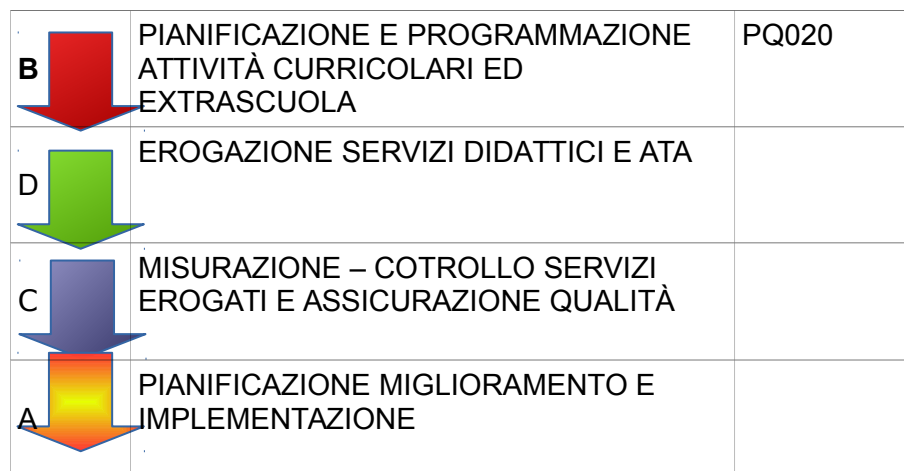 B
PIANIFICAZIONE E PROGRAMMAZIONE
ATTIVITÀ CURRICOLARI ED
EXTRASCUOLA
PQ020
D
EROGAZIONE SERVIZI DIDATTICI E ATA
C
MISURAZIONE – COTROLLO SERVIZI
EROGATI E ASSICURAZIONE QUALITÀ
A
PIANIFICAZIONE MIGLIORAMENTO E
IMPLEMENTAZIONE